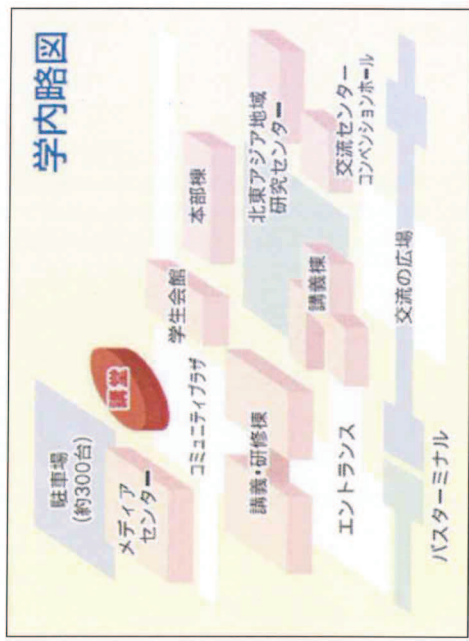 学内略図
駐車場
(約300台)
講堂
メディア
センター
学生会館
本部棟
コミュニティプラザ
北東アジア地域
研究センター
講義・研修棟
講義棟
交流センター
コンベンションホール
エントランス
交流の広場
バスターミナル